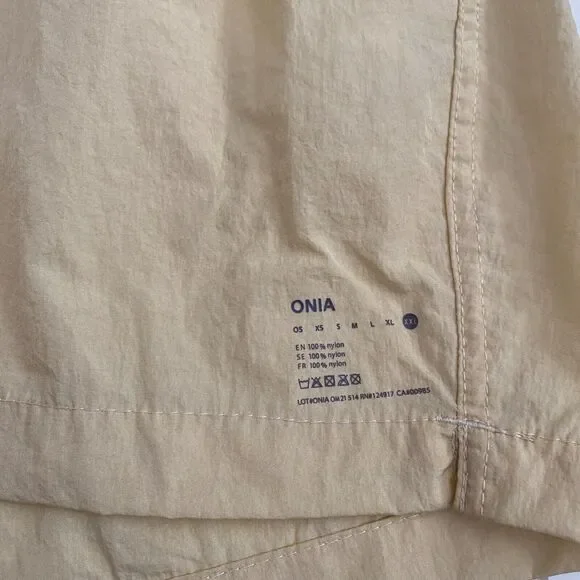 ONIA
OS XS S M L XL XXL
EN 100% nylon
SE 100% nylon
FR 100% nylon
LOT#ONIA OM 21 514 RN#124917 CA#00985